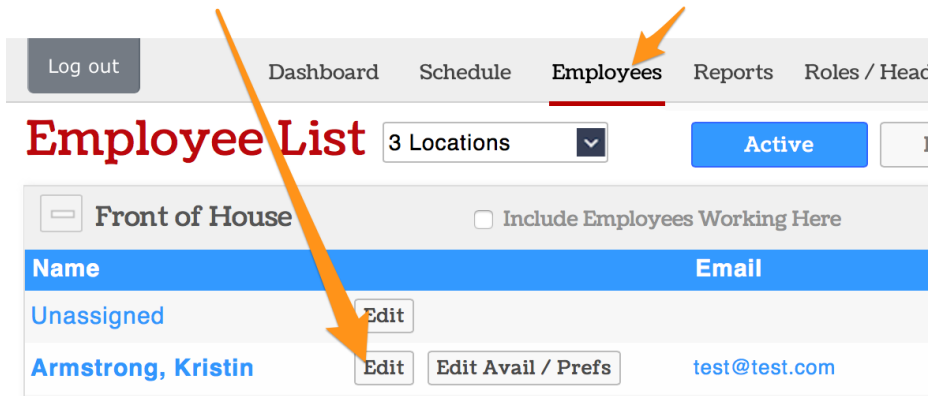 Log out Dashboard Schedule Employees Reports Roles /
Employee List 3 Locations Active
Front of House Include Employees Working Here
Name Email
Unassigned Edit
Armstrong, Kristin Edit Edit Avail / Prefs test@test.com